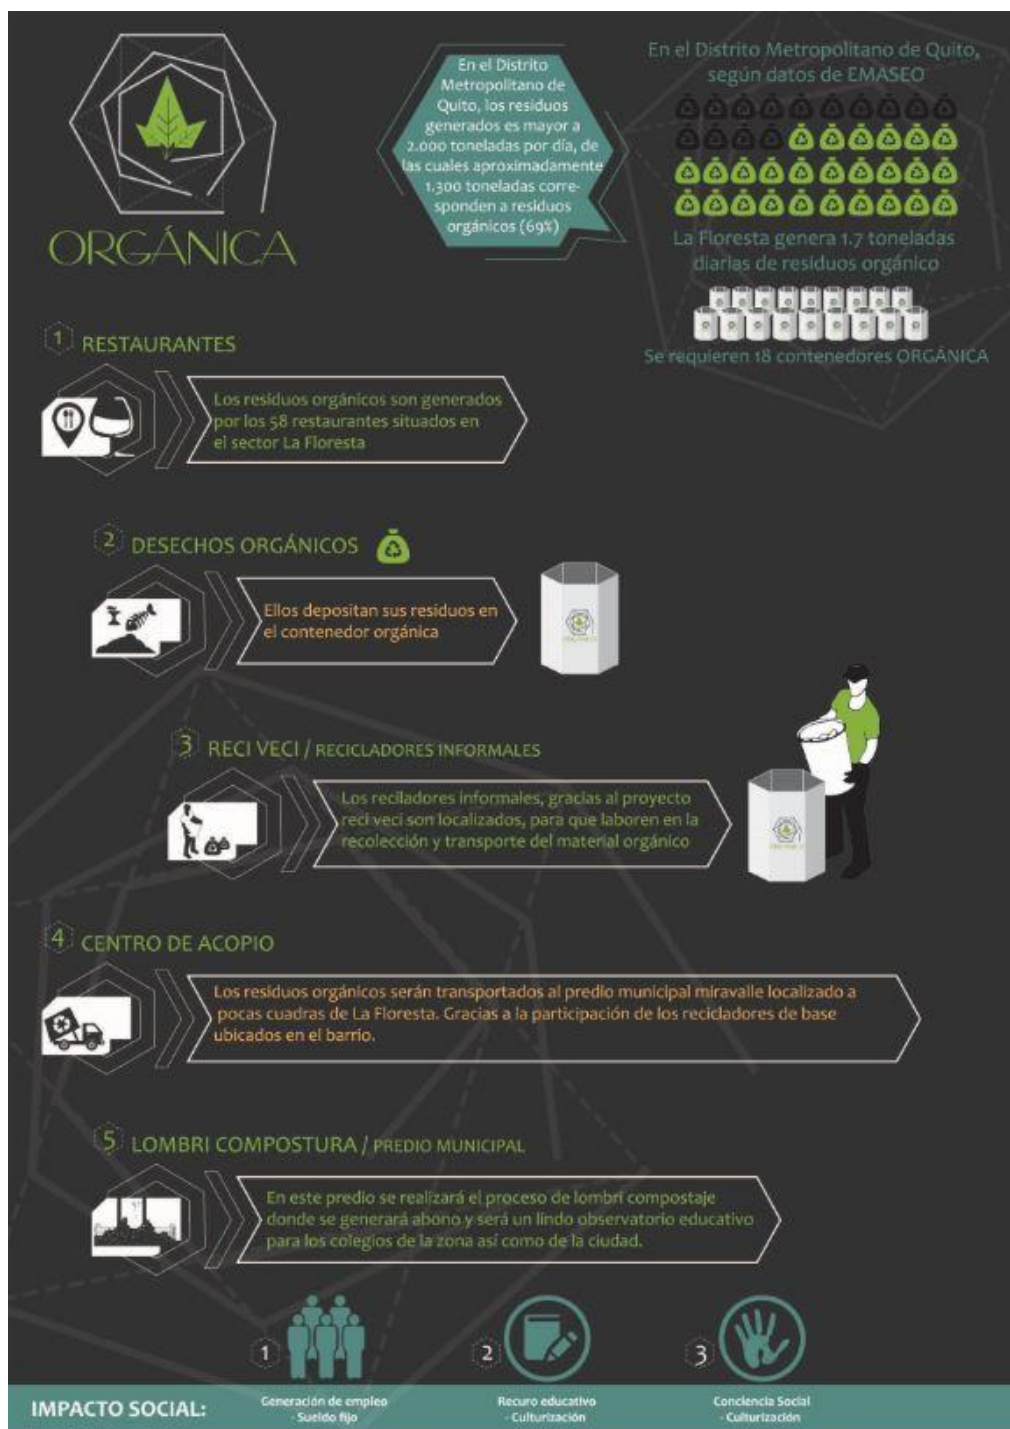 ORGÁNICA
En el Distrito
Metropolitano de
Quito, los residuos
generados es mayor a
2.000 toneladas por día, de
las cuales aproximadamente
1.300 toneladas corre-
sponden a residuos
orgánicos (69%)
En el Distrito Metropolitano de Quito,
según datos de EMASEO
La Floresta genera 1.7 toneladas
diarias de residuos orgánico
Se requieren 18 contenedores ORGÁNICA
1 RESTAURANTES
Los residuos orgánicos son generados
por los 58 restaurantes situados en
el sector La Floresta
2 DESECHOS ORGÁNICOS
Ellos depositan sus residuos en
el contenedor orgánica
3 RECI VECI / RECICLADORES INFORMALES
Los reciladores informales, gracias al proyecto
reci veci son localizados, para que laboren en la
recolección y transporte del material orgánico
4 CENTRO DE ACOPIO
Los residuos orgánicos serán transportados al predio municipal miravalle localizado a
pocas cuadras de La Floresta. Gracias a la participación de los recicladores de base
ubicados en el barrio.
5 LOMBRI COMPOSTURA / PREDIO MUNICIPAL
En este predio se realizará el proceso de lombri compostaje
donde se generará abono y será un lindo observatorio educativo
para los colegios de la zona así como de la ciudad.
1
2
3
IMPACTO SOCIAL:
Generación de empleo
- Sueldo fijo
Recuro educativo
- Culturización
Conciencia Social
- Culturización